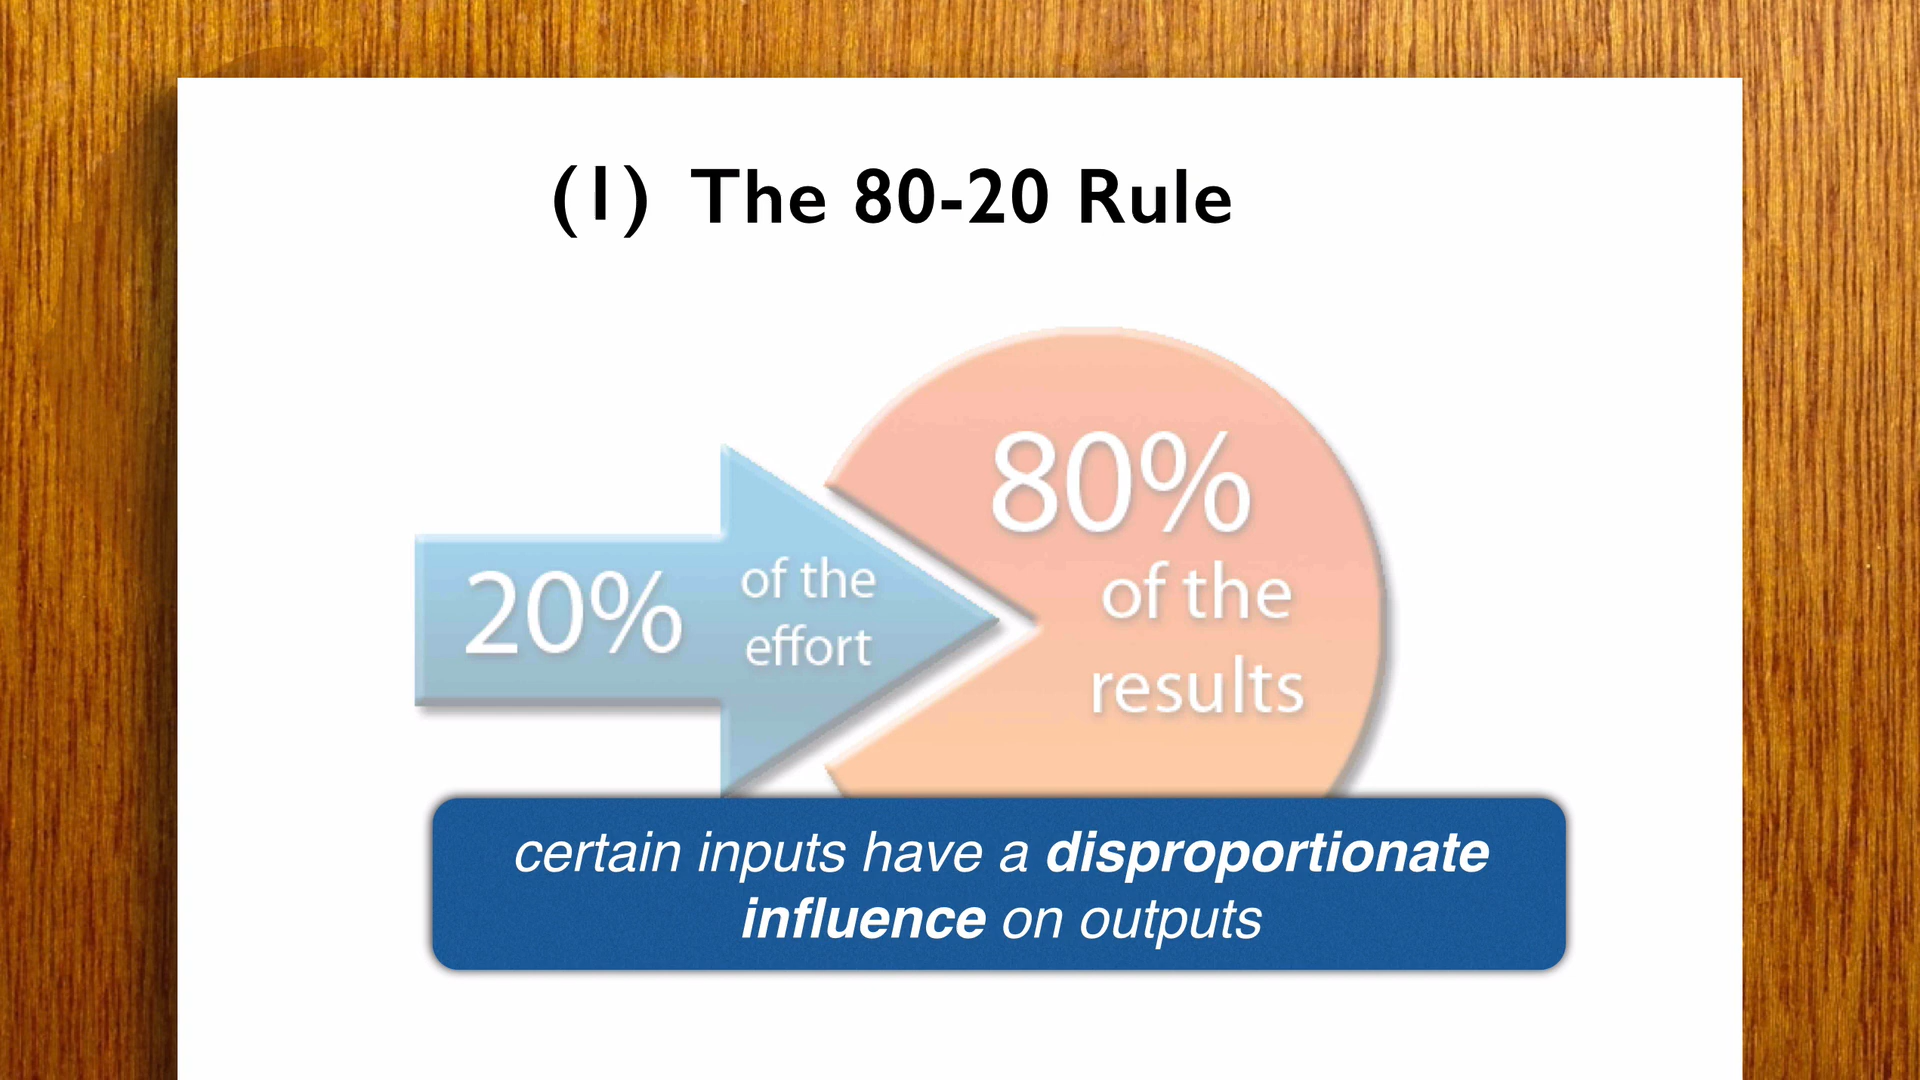 (1) The 80-20 Rule
80%
of the
results
20%
of the
effort
certain inputs have a disproportionate
influence on outputs